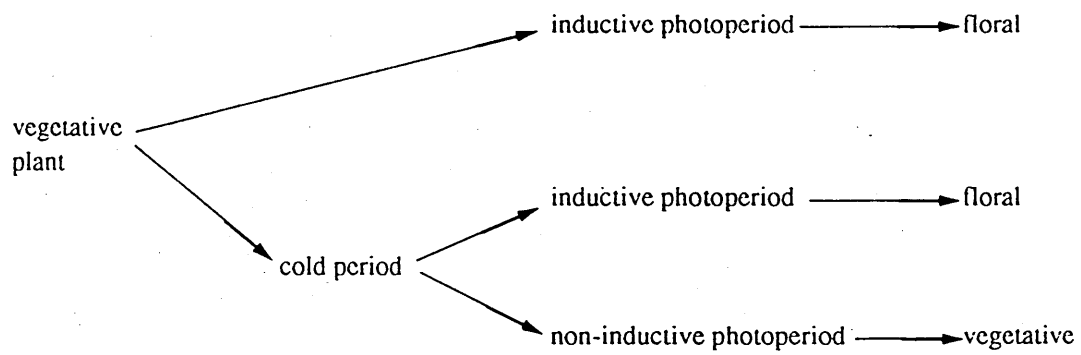 inductive photoperiod floral
vegetative
plant
inductive photoperiod floral
cold period
non-inductive photoperiod vegetative